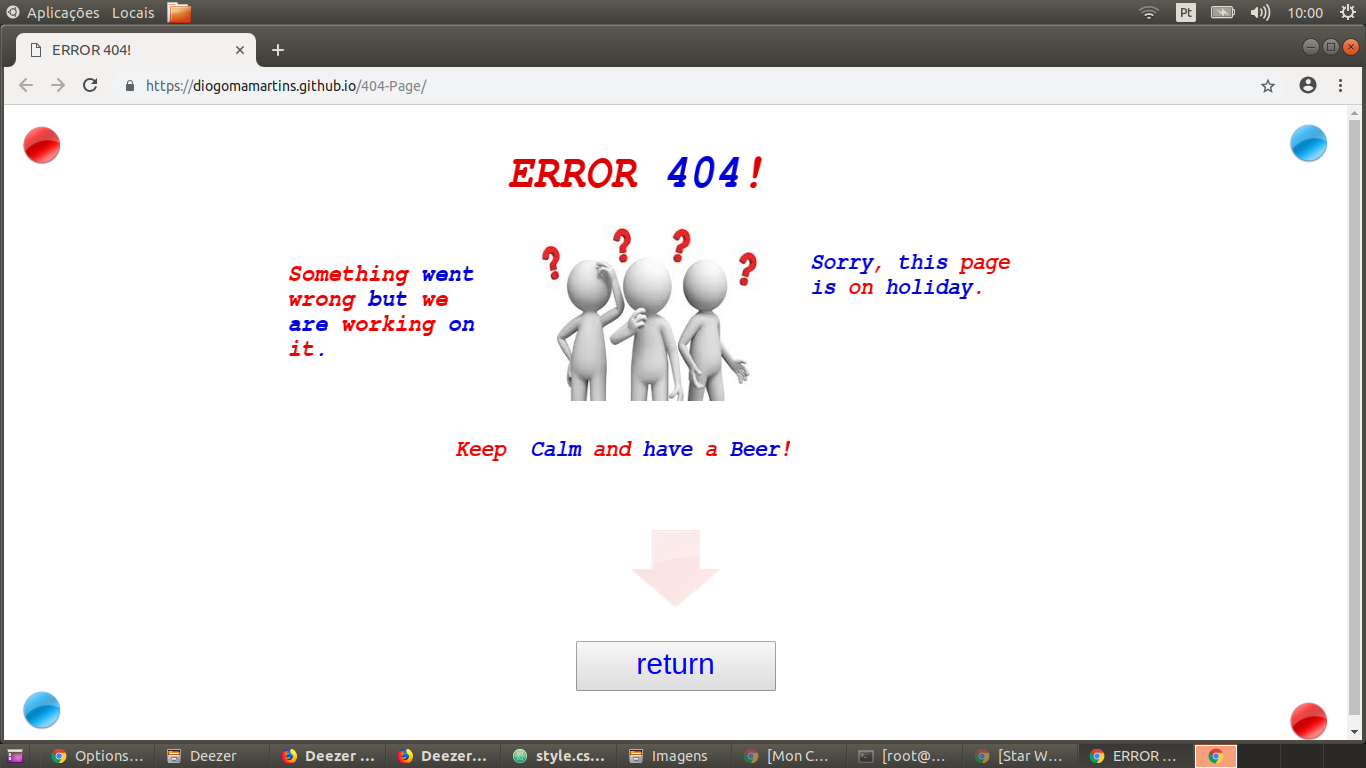 Aplicações Locais
Pt 10:00
ERROR 404!
https://diogomamartins.github.io/404-Page/
ERROR 404!
? ? ? ?
Something went
wrong but we
are working on
it.
Sorry, this page
is on holiday.
Keep Calm and have a Beer!
return
Options… Deezer Deezer … Deezer… style.cs… Imagens [Mon C… [root@… [Star W… ERROR …